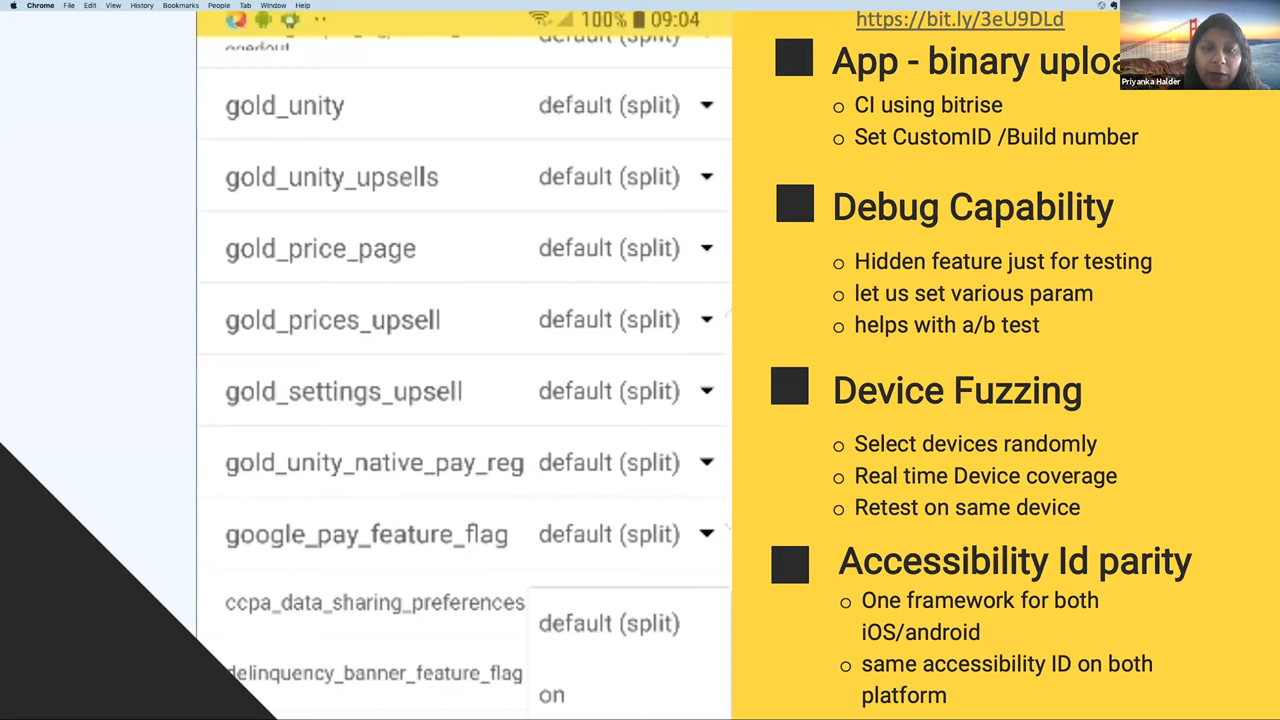 Chrome File Edit View History Bookmarks People Tab Window Help
100% 09:04
https://bit.ly/3eU9DLd
Priyanka Halder
gold_unity default (split)
gold_unity_upsells default (split)
gold_price_page default (split)
gold_prices_upsell default (split)
gold_settings_upsell default (split)
gold_unity_native_pay_reg default (split)
google_pay_feature_flag default (split)
ccpa_data_sharing_preferences
default (split)
delinquency_banner_feature_flag
on
App - binary uploa
CI using bitrise
Set CustomID /Build number
Debug Capability
Hidden feature just for testing
let us set various param
helps with a/b test
Device Fuzzing
Select devices randomly
Real time Device coverage
Retest on same device
Accessibility Id parity
One framework for both
iOS/android
same accessibility ID on both
platform